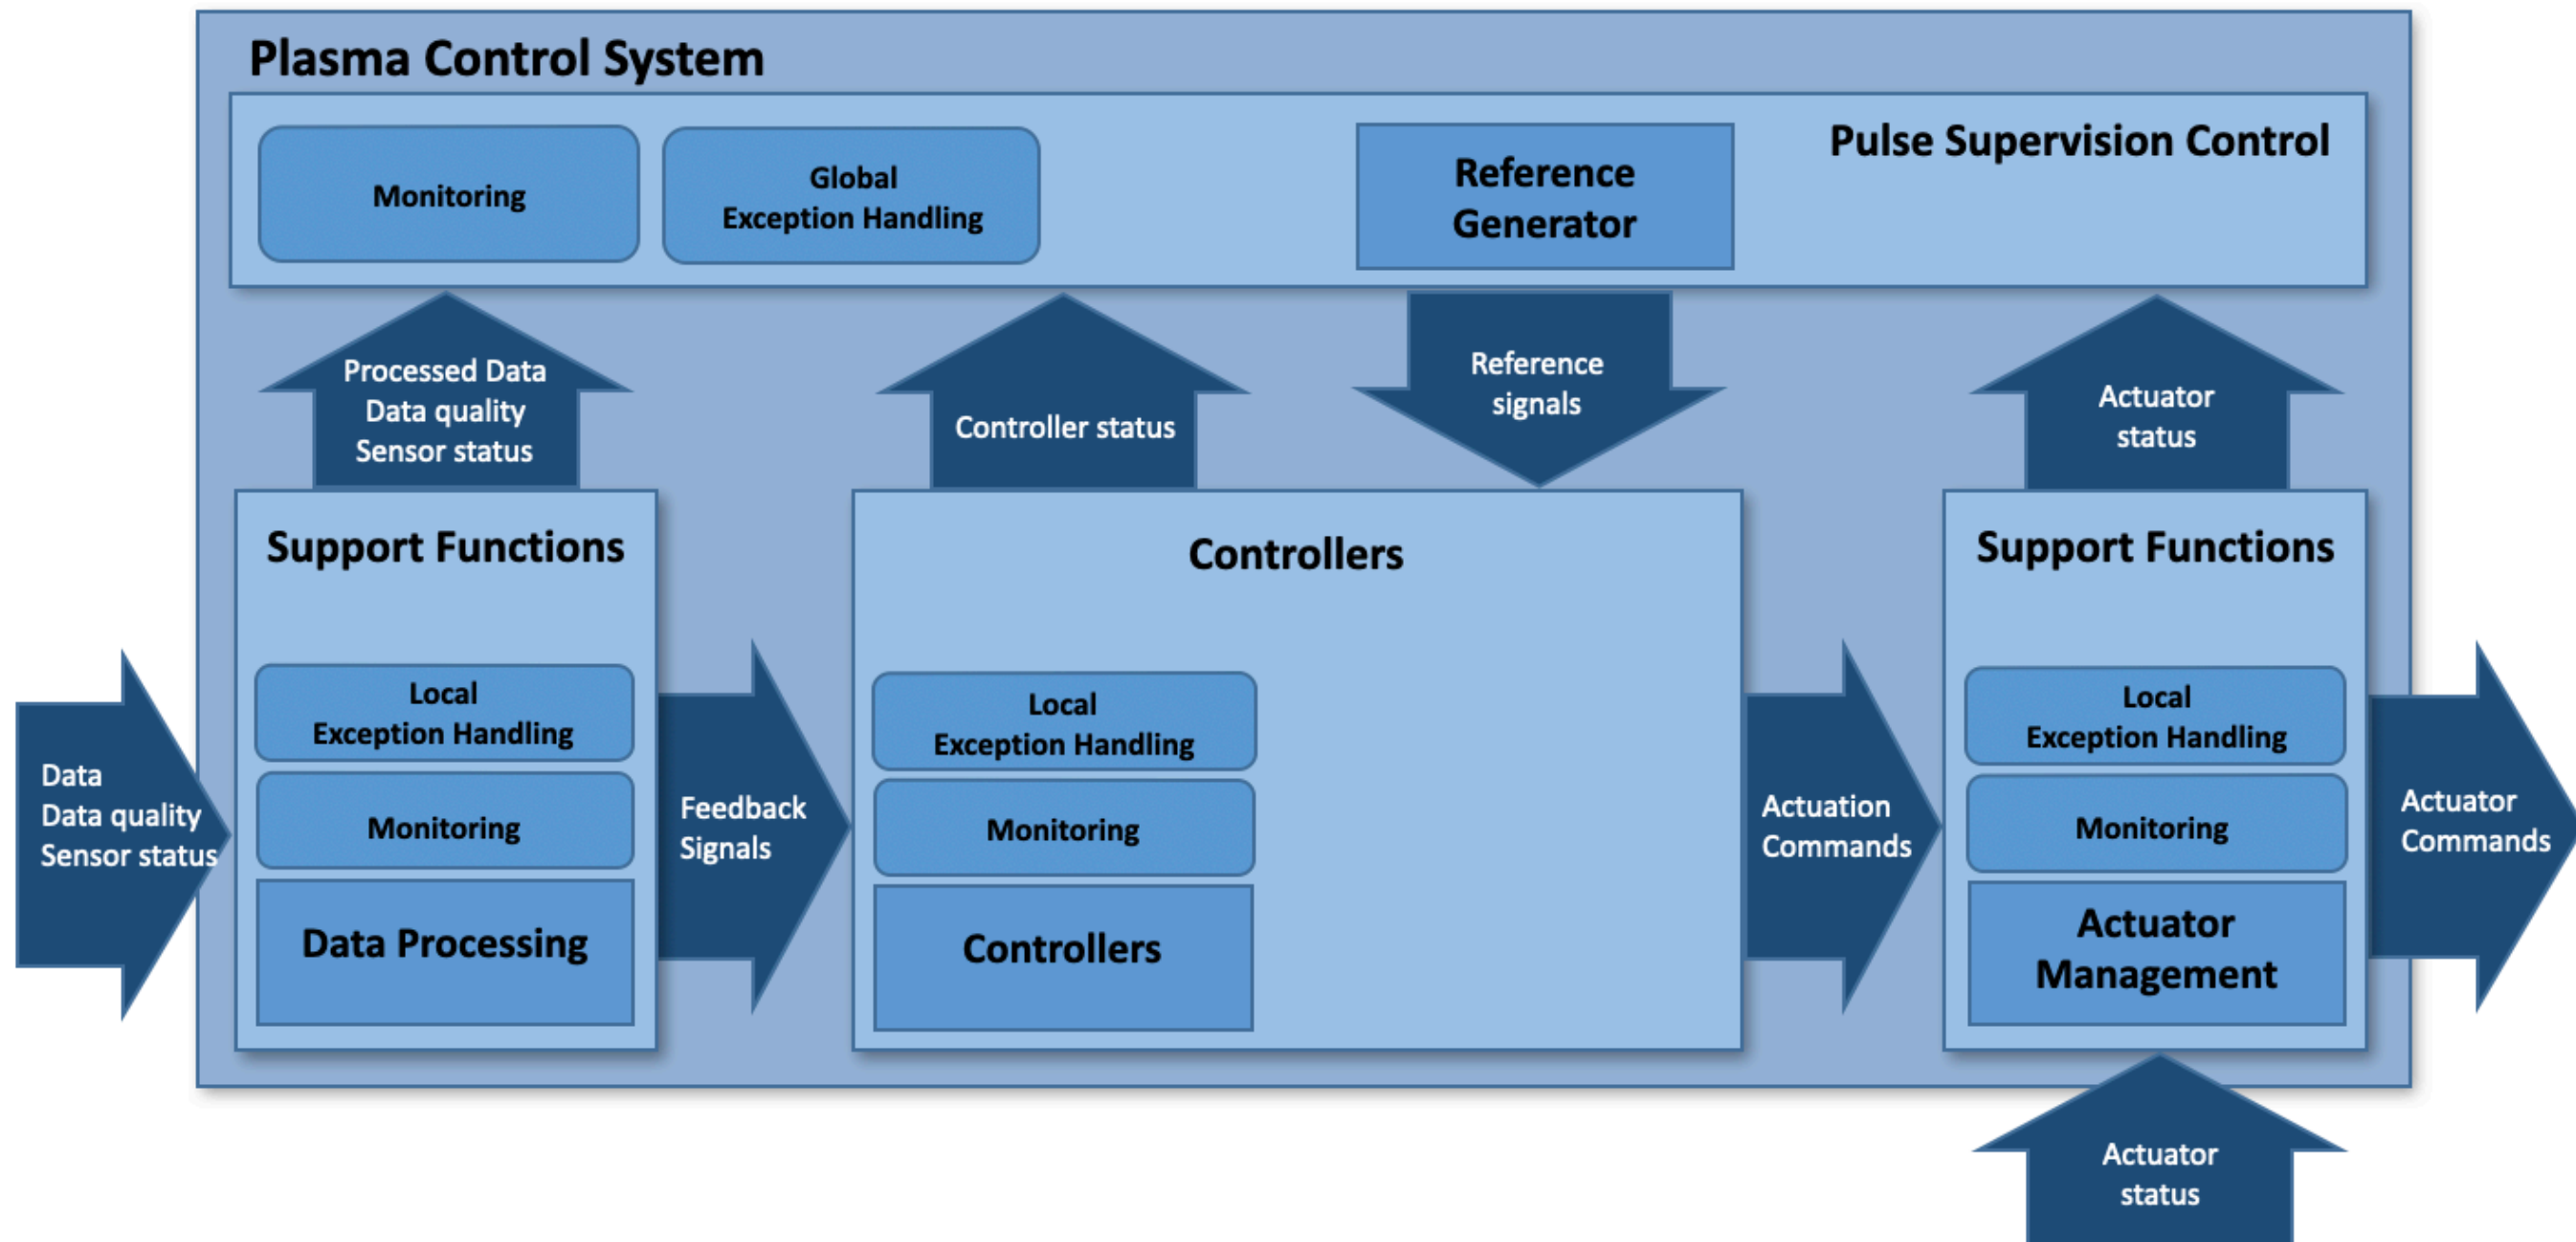 Plasma Control System
Pulse Supervision Control
Monitoring
Global
Exception Handling
Reference
Generator
Processed Data
Data quality
Sensor status
Controller status
Reference
signals
Actuator
status
Support Functions
Local
Exception Handling
Monitoring
Data Processing
Controllers
Local
Exception Handling
Monitoring
Controllers
Support Functions
Local
Exception Handling
Monitoring
Actuator
Management
Data
Data quality
Sensor status
Feedback
Signals
Actuation
Commands
Actuator
Commands
Actuator
status